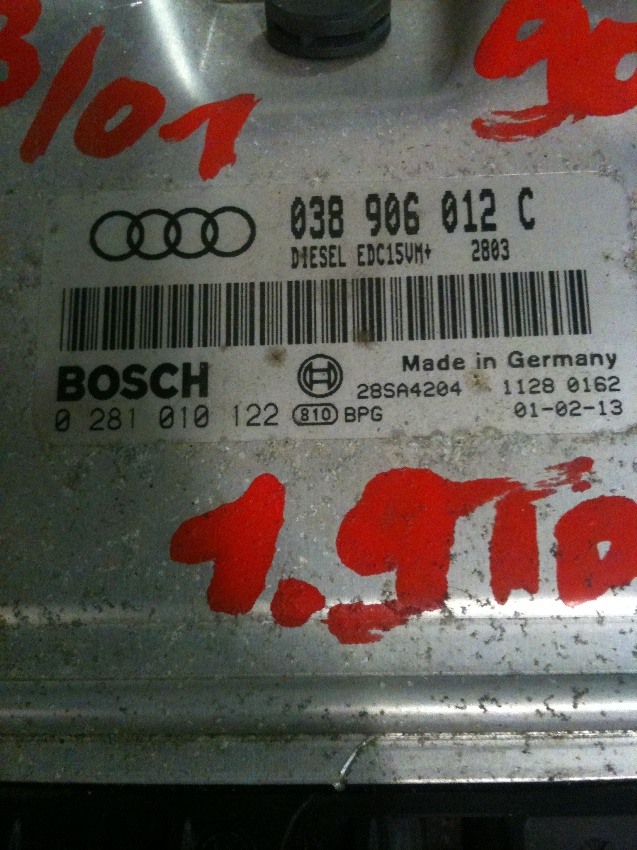 3/01
90
038 906 012 C
DIESEL EDC15VM+ 2803
BOSCH
Made in Germany
28SA4204 1128 0162
0 281 010 122 810 BPG 01-02-13
1.9TiD